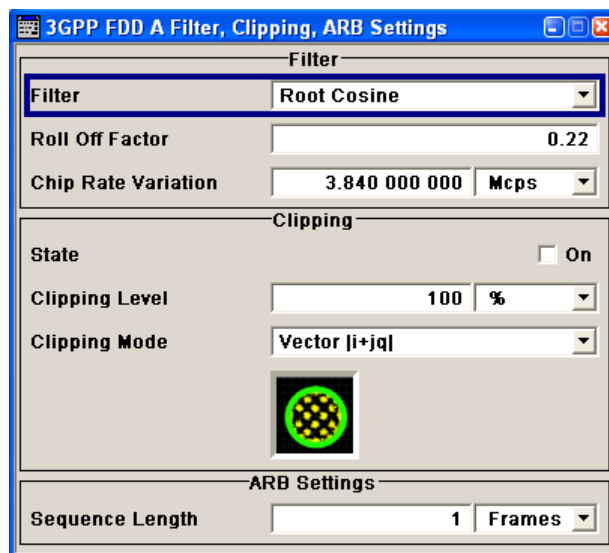 3GPP FDD A Filter, Clipping, ARB Settings
Filter
Filter Root Cosine
Roll Off Factor 0.22
Chip Rate Variation 3.840 000 000 Mcps
Clipping
State On
Clipping Level 100 %
Clipping Mode Vector |i+jq|
ARB Settings
Sequence Length 1 Frames